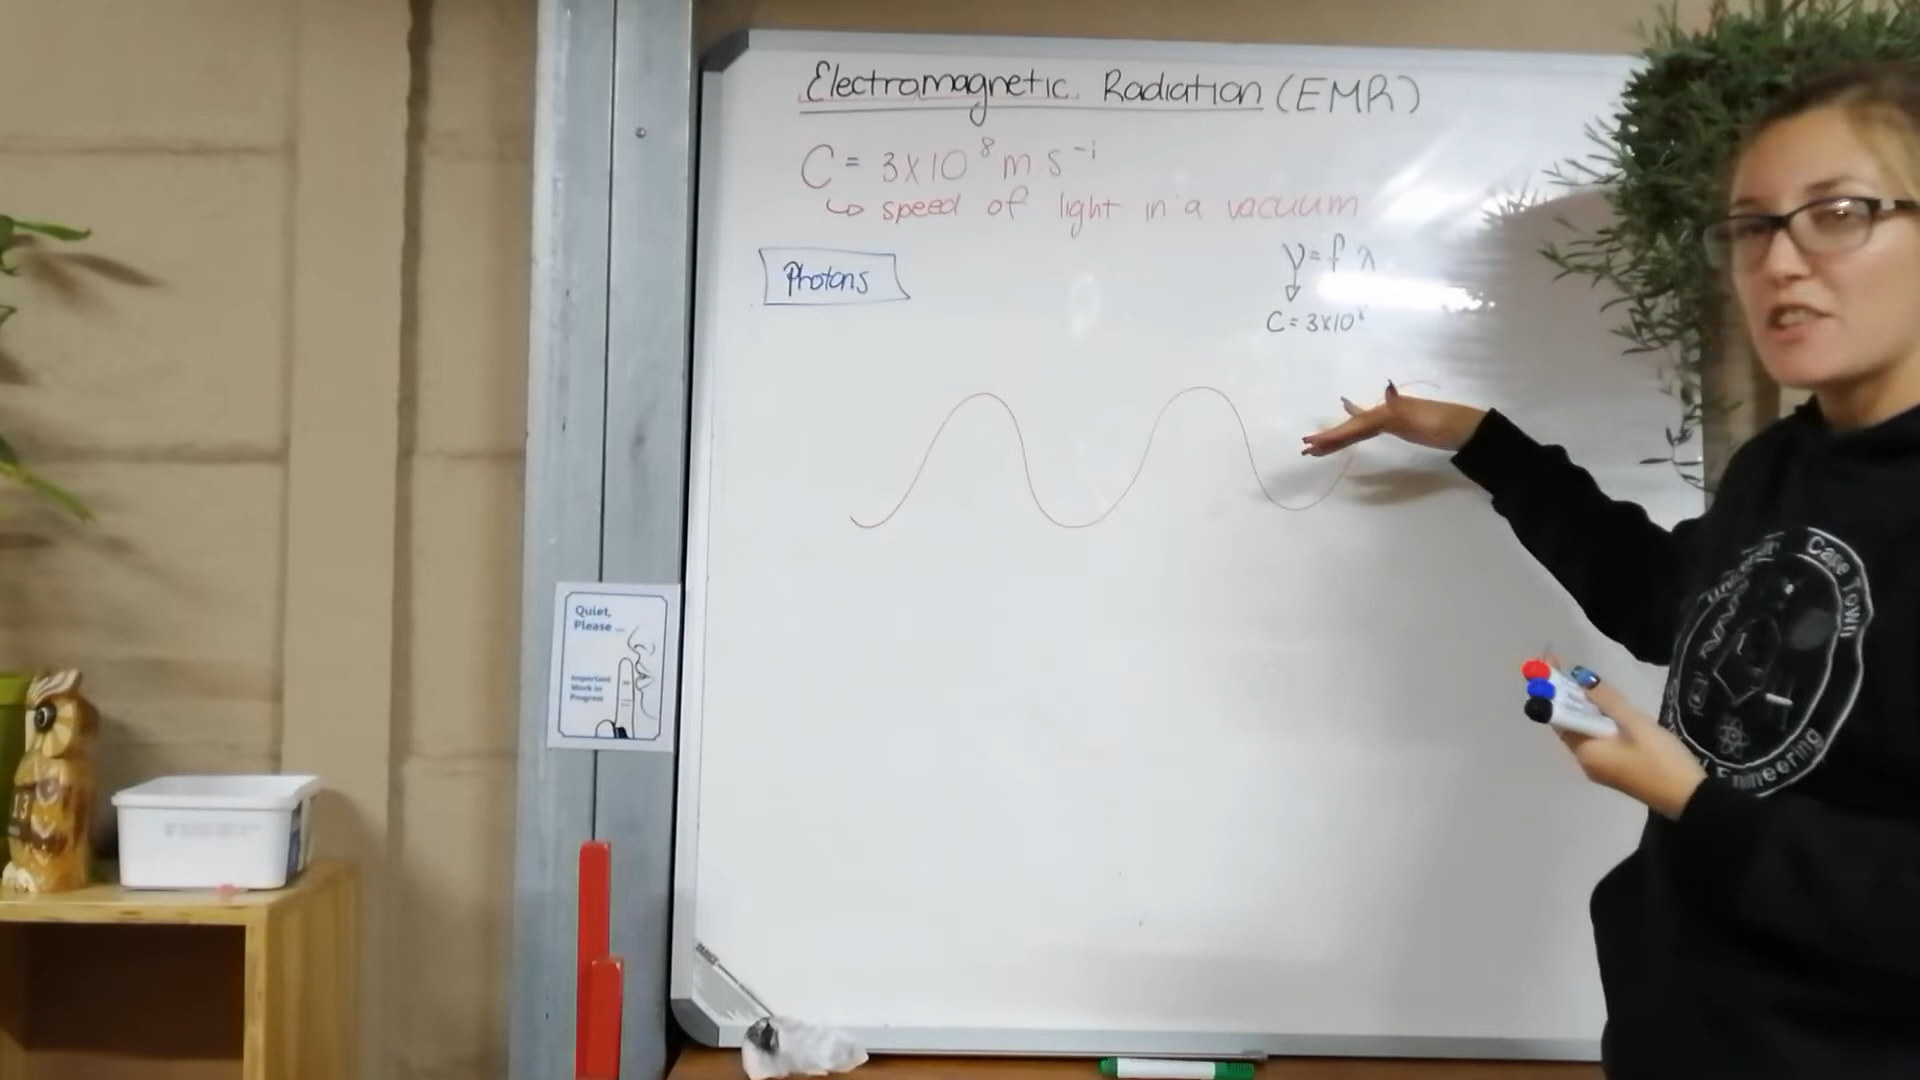 Electromagnetic Radiation (EMR)
C = 3x10⁸ m.s⁻¹
↳ speed of light in a vacuum
Photons
v = f λ
↓
C = 3x10⁸
Quiet,
Please ...
Important
Work in
Progress
Cape Town
13